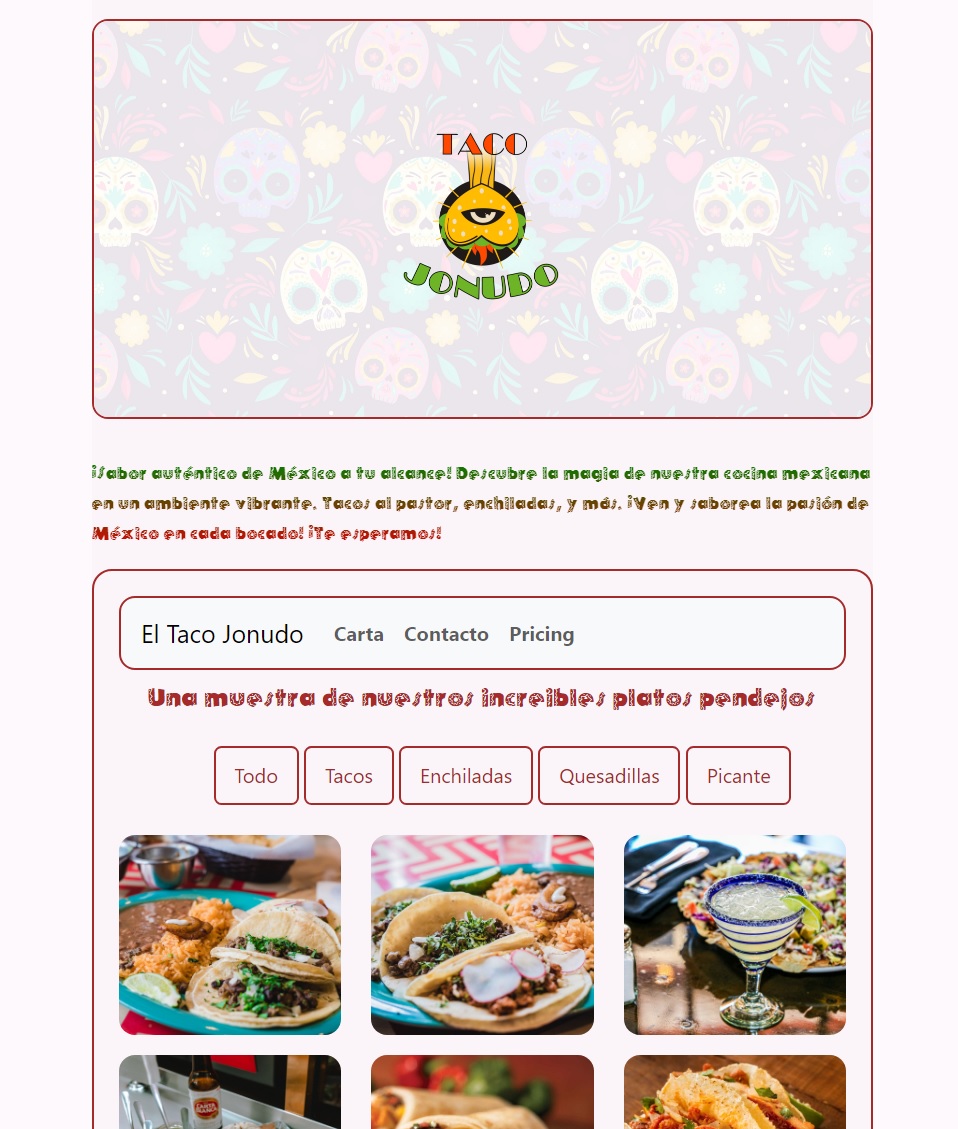 TACO
JONUDO
¡Sabor auténtico de México a tu alcance! Descubre la magia de nuestra cocina mexicana
en un ambiente vibrante. Tacos al pastor, enchiladas, y más. ¡Ven y saborea la pasión de
México en cada bocado! ¡Te esperamos!
El Taco Jonudo Carta Contacto Pricing
Una muestra de nuestros increibles platos pendejos
Todo Tacos Enchiladas Quesadillas Picante
CARTA BLANCA